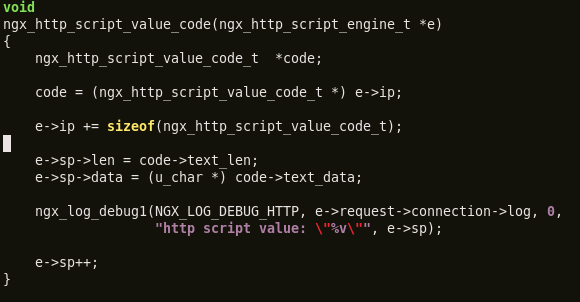 void
ngx_http_script_value_code(ngx_http_script_engine_t *e)
{
    ngx_http_script_value_code_t  *code;

    code = (ngx_http_script_value_code_t *) e->ip;

    e->ip += sizeof(ngx_http_script_value_code_t);

    e->sp->len = code->text_len;
    e->sp->data = (u_char *) code->text_data;

    ngx_log_debug1(NGX_LOG_DEBUG_HTTP, e->request->connection->log, 0,
                   "http script value: \"%v\"", e->sp);

    e->sp++;
}